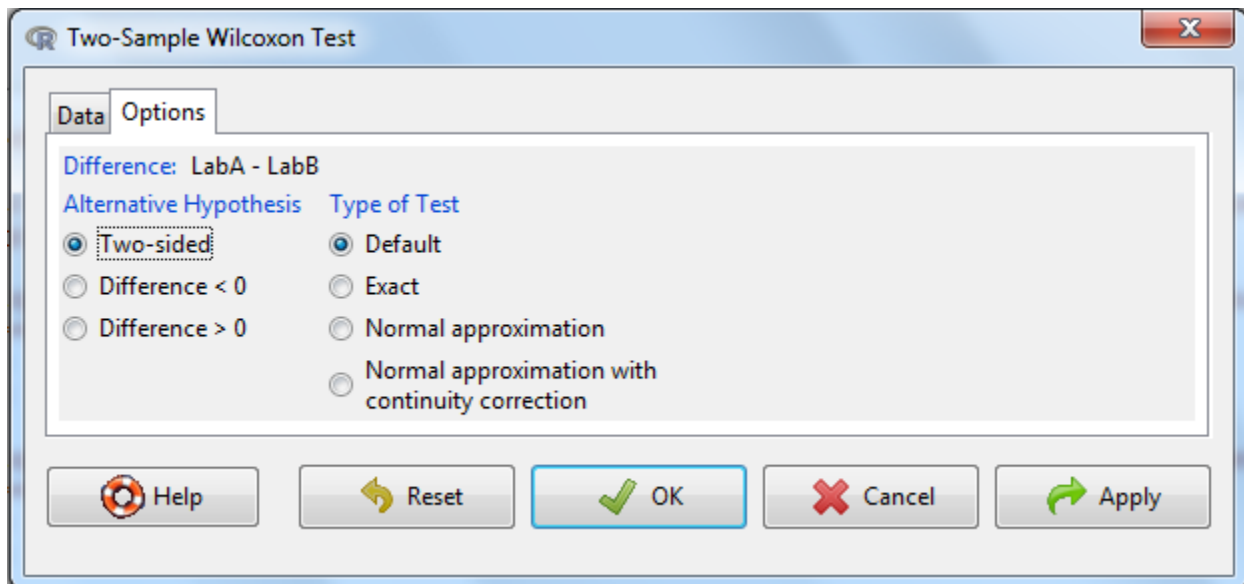 Two-Sample Wilcoxon Test
Data Options
Difference: LabA - LabB
Alternative Hypothesis Type of Test
Two-sided Default
Difference < 0 Exact
Difference > 0 Normal approximation
Normal approximation with
continuity correction
Help Reset OK Cancel Apply